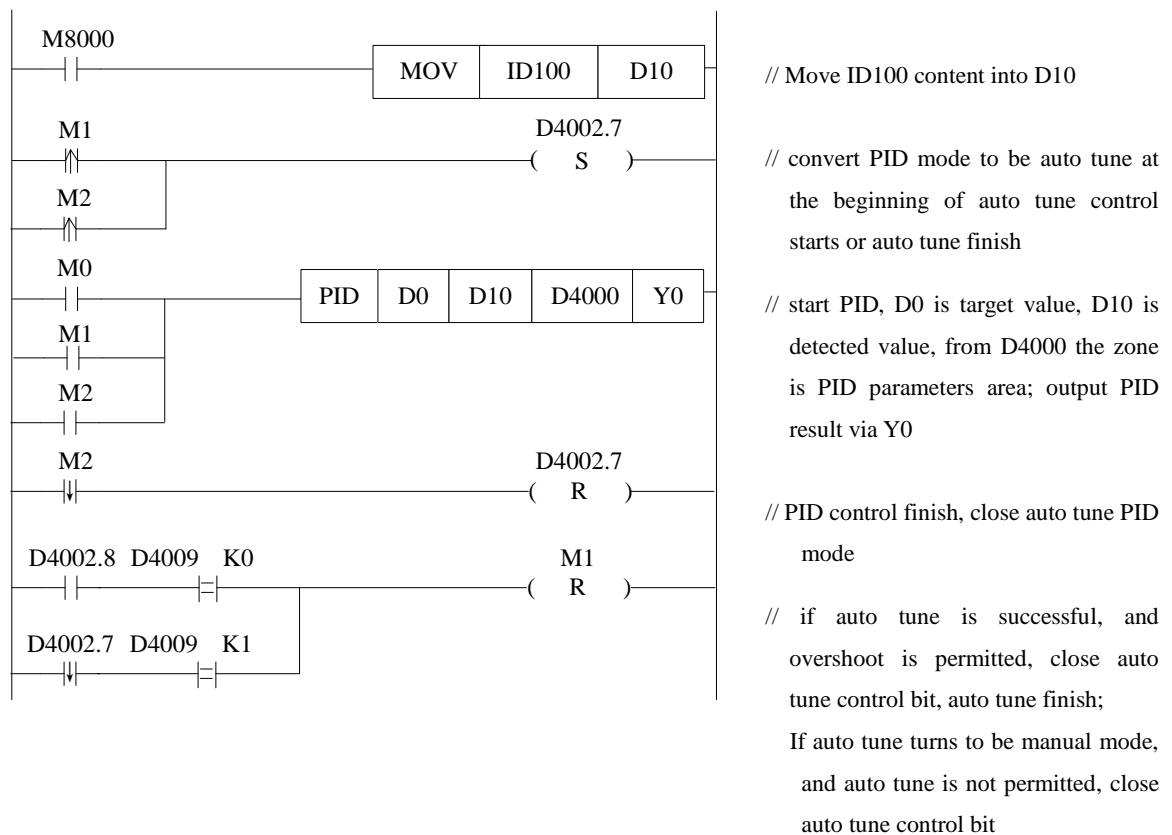 M8000
MOV ID100 D10
// Move ID100 content into D10
M1
D4002.7
( S )
// convert PID mode to be auto tune at
the beginning of auto tune control
starts or auto tune finish
M2
M0
PID D0 D10 D4000 Y0
// start PID, D0 is target value, D10 is
detected value, from D4000 the zone
is PID parameters area; output PID
result via Y0
M1
M2
M2
D4002.7
( R )
// PID control finish, close auto tune PID
mode
D4002.8 D4009 K0
=
M1
( R )
// if auto tune is successful, and
overshoot is permitted, close auto
tune control bit, auto tune finish;
If auto tune turns to be manual mode,
and auto tune is not permitted, close
auto tune control bit
D4002.7 D4009 K1
=